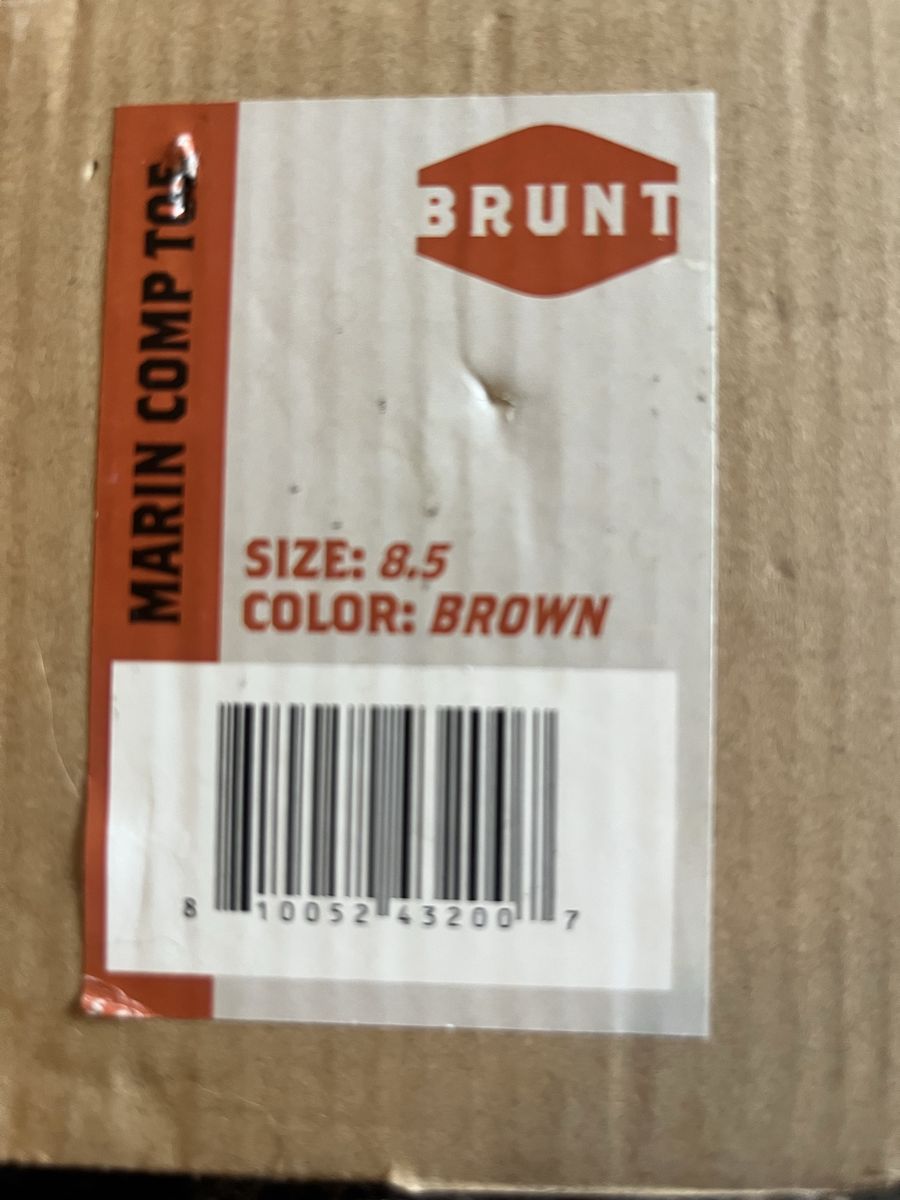 BRUNT
MARIN COMP TOE
SIZE: 8.5
COLOR: BROWN
8 10052 43200 7